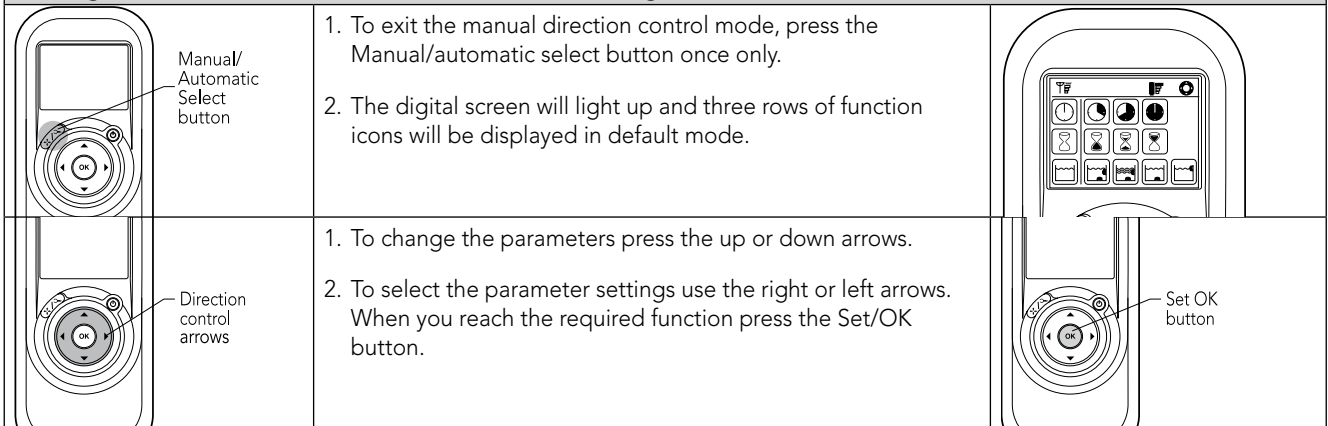 Manual/
Automatic
Select
button
OK
1. To exit the manual direction control mode, press the
Manual/automatic select button once only.
2. The digital screen will light up and three rows of function
icons will be displayed in default mode.
Direction
control
arrows
OK
1. To change the parameters press the up or down arrows.
2. To select the parameter settings use the right or left arrows.
When you reach the required function press the Set/OK
button.
Set OK
button
OK